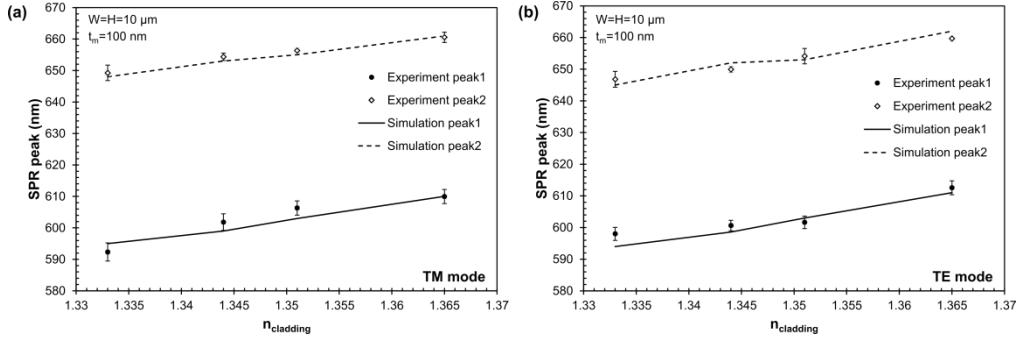 (a)
W=H=10 μm
tm=100 nm
Experiment peak1
Experiment peak2
Simulation peak1
Simulation peak2
TM mode
SPR peak (nm)
680
670
660
650
640
630
620
610
600
590
580
1.33 1.335 1.34 1.345 1.35 1.355 1.36 1.365 1.37
ncladding
(b)
W=H=10 μm
tm=100 nm
Experiment peak1
Experiment peak2
Simulation peak1
Simulation peak2
TE mode
SPR peak (nm)
680
670
660
650
640
630
620
610
600
590
580
1.33 1.335 1.34 1.345 1.35 1.355 1.36 1.365 1.37
ncladding